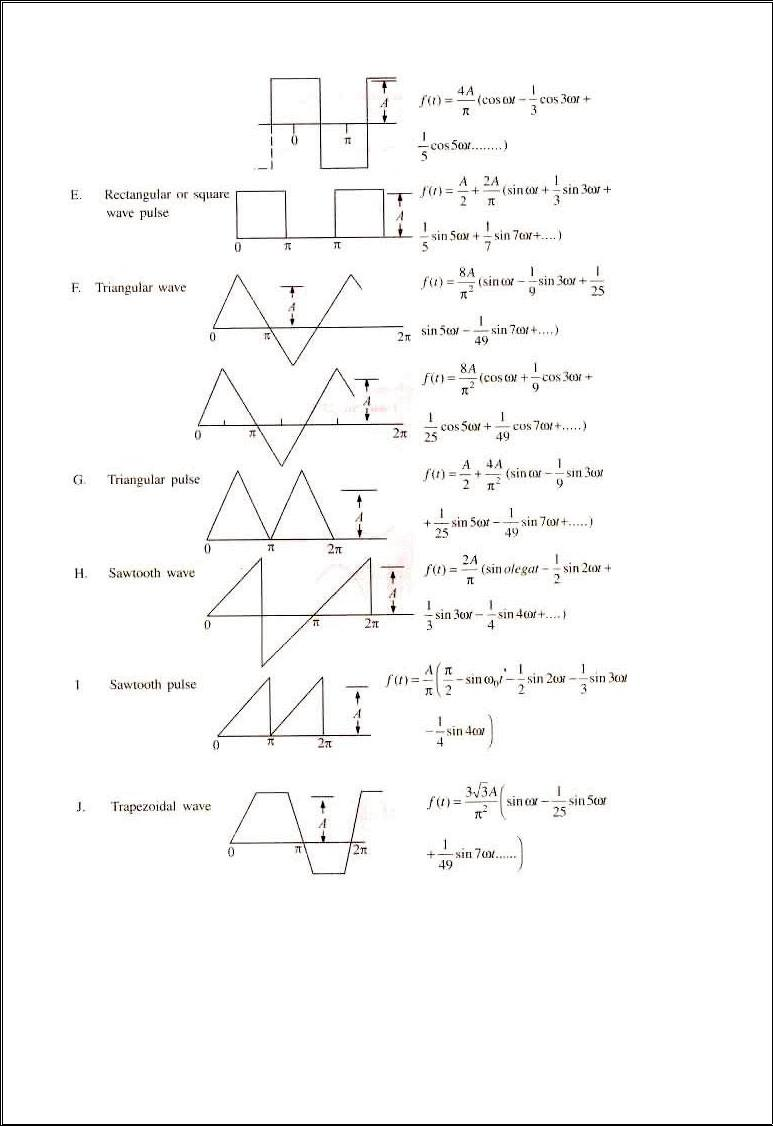 f(t) = 4A/π (cos ωt − 1/3 cos 3ωt +
A
0 π
1/5 cos 5ωt........)
E. Rectangular or square
wave pulse
f(t) = A/2 + 2A/π (sin ωt + 1/3 sin 3ωt +
A
0 π π
1/5 sin 5ωt + 1/7 sin 7ωt+....)
F. Triangular wave
f(t) = 8A/π² (sin ωt − 1/9 sin 3ωt + 1/25
A
0 π 2π
sin 5ωt − 1/49 sin 7ωt+....)
f(t) = 8A/π² (cos ωt + 1/9 cos 3ωt +
A
0 π 2π
1/25 cos 5ωt + 1/49 cos 7ωt+.....)
G. Triangular pulse
f(t) = A/2 + 4A/π² (sin ωt − 1/9 sin 3ωt
A
0 π 2π
+ 1/25 sin 5ωt − 1/49 sin 7ωt+.....)
H. Sawtooth wave
f(t) = 2A/π (sin olegat − 1/2 sin 2ωt +
A
0 π 2π
1/3 sin 3ωt − 1/4 sin 4ωt+....)
I Sawtooth pulse
f(t) = A/π (π/2 − sin ω₀t − 1/2 sin 2ωt − 1/3 sin 3ωt
A
0 π 2π
− 1/4 sin 4ωt)
J. Trapezoidal wave
f(t) = 3√3A/π² (sin ωt − 1/25 sin 5ωt
A
0 π 2π
+ 1/49 sin 7ωt......)